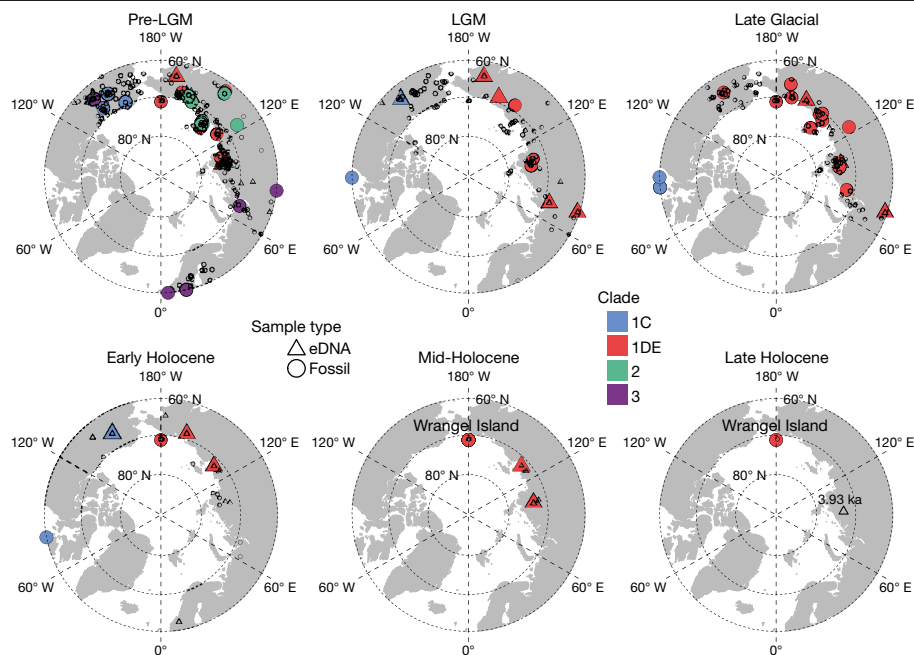 Pre-LGM
LGM
Late Glacial
180° W
180° W
180° W
60° N
60° N
60° N
120° W
120° E
120° W
120° E
120° W
120° E
80° N
80° N
80° N
60° W
60° E
60° W
60° E
60° W
60° E
0°
0°
0°
Sample type
eDNA
Fossil
Clade
1C
1DE
2
3
Early Holocene
Mid-Holocene
Late Holocene
180° W
180° W
180° W
60° N
60° N
60° N
Wrangel Island
Wrangel Island
120° W
120° E
120° W
120° E
120° W
120° E
80° N
80° N
80° N
3.93 ka
60° W
60° E
60° W
60° E
60° W
60° E
0°
0°
0°